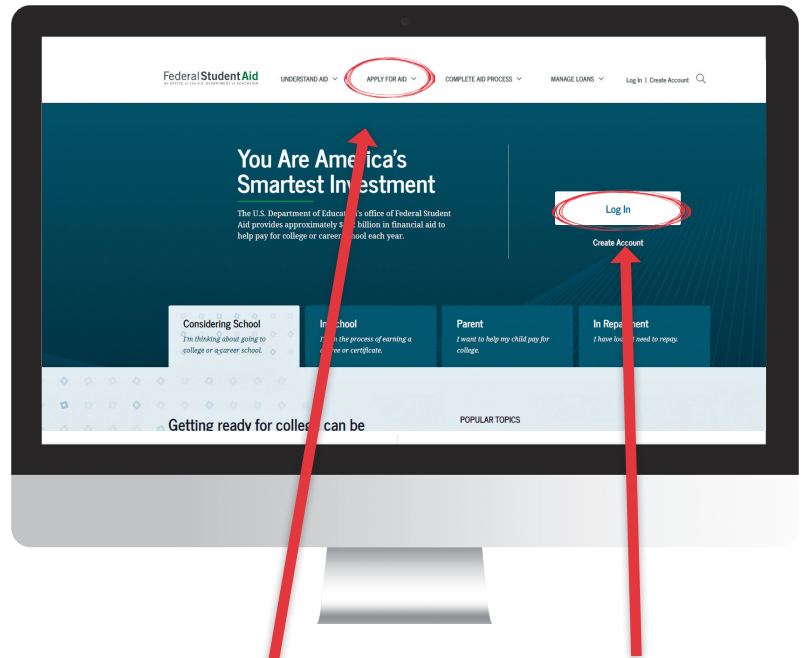 Federal Student Aid
UNDERSTAND AID
APPLY FOR AID
COMPLETE AID PROCESS
MANAGE LOANS
Log In | Create Account
You Are America's
Smartest Investment
The U.S. Department of Education's office of Federal Student
Aid provides approximately billion in financial aid to
help pay for college or career school each year.
Log In
Create Account
Considering School
I'm thinking about going to
college or a career school.
In School
the process of earning a
degree or certificate.
Parent
I want to help my child pay for
college.
In Repayment
I have loans I need to repay.
Getting ready for college can be
POPULAR TOPICS